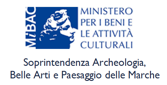 MiBAC
MINISTERO
PER I BENI E
LE ATTIVITÀ
CULTURALI
Soprintendenza Archeologia,
Belle Arti e Paesaggio delle Marche